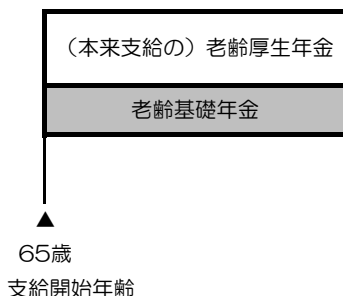 （本来支給の）老齢厚生年金
老齢基礎年金
▲
65歳
支給開始年齢